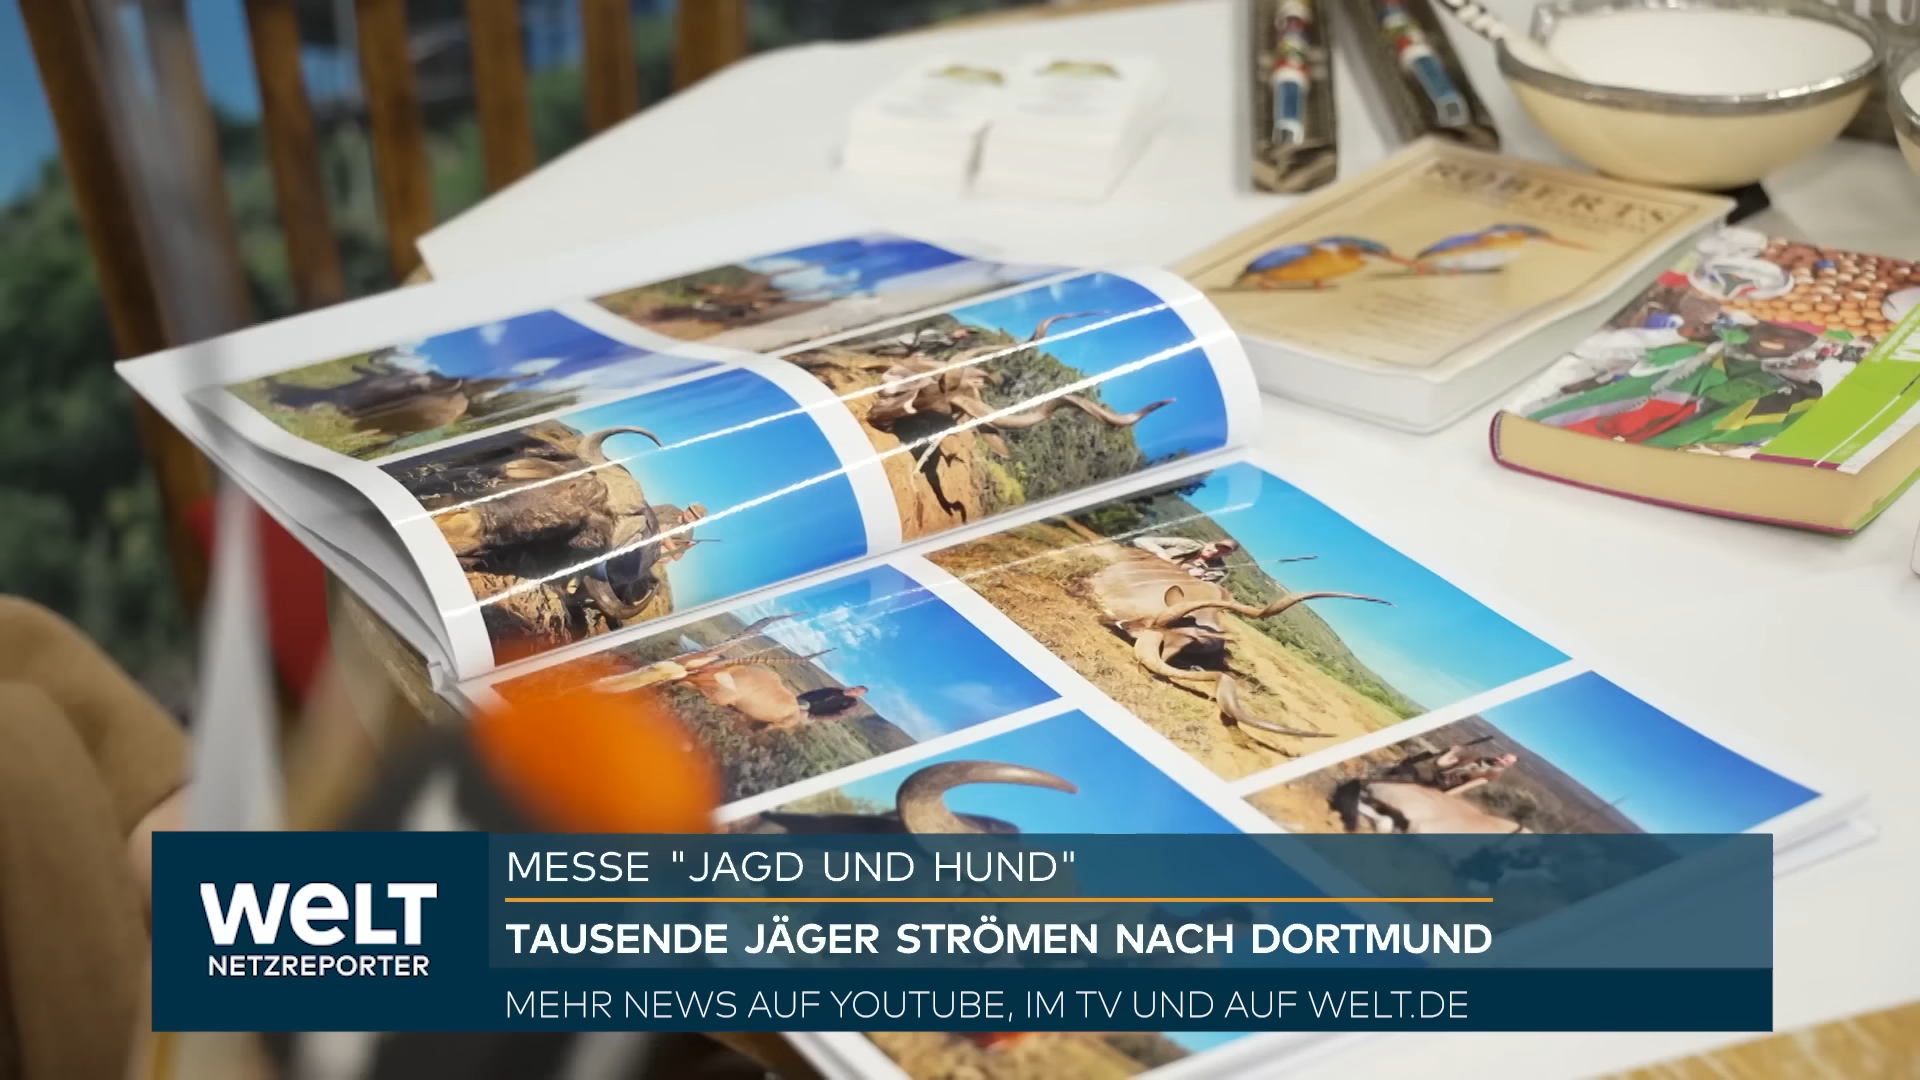 ROBERTS
MESSE "JAGD UND HUND"
TAUSENDE JÄGER STRÖMEN NACH DORTMUND
WELT
NETZREPORTER
MEHR NEWS AUF YOUTUBE, IM TV UND AUF WELT.DE